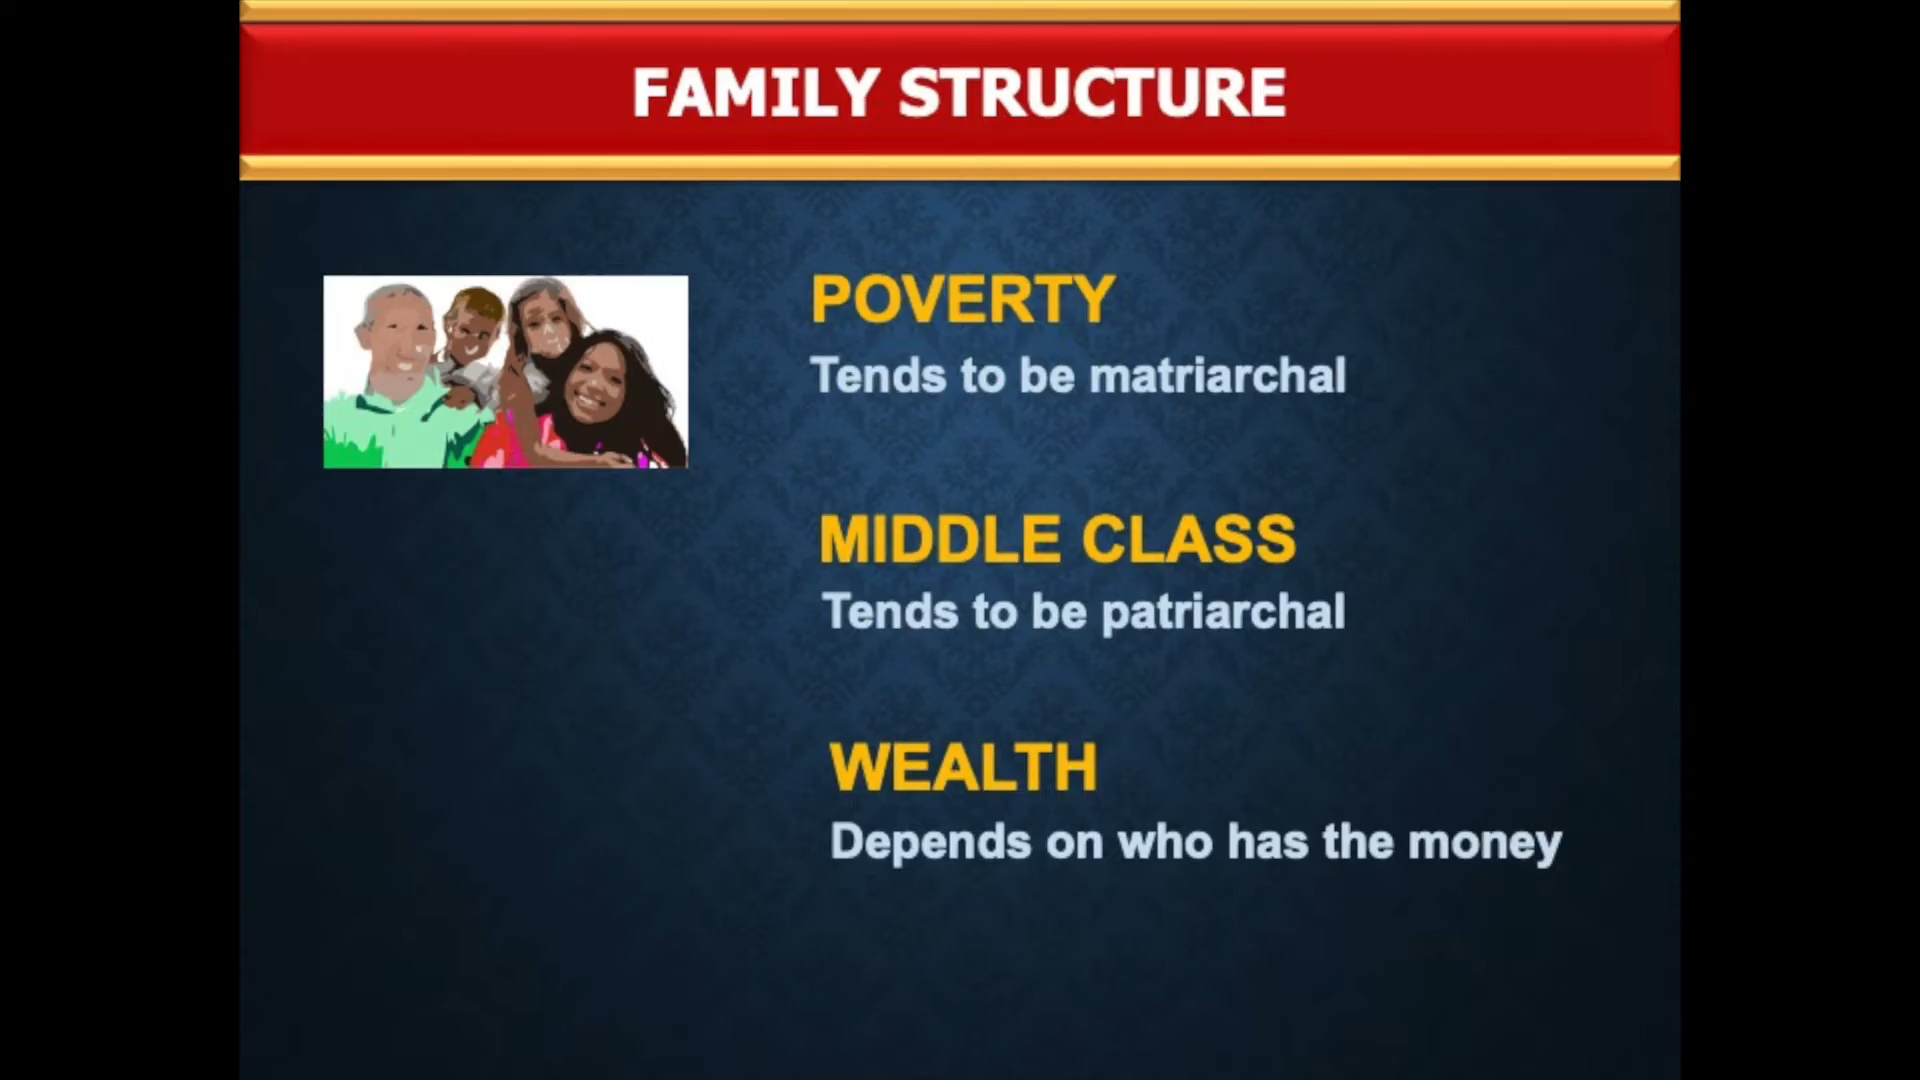 FAMILY STRUCTURE
POVERTY
Tends to be matriarchal
MIDDLE CLASS
Tends to be patriarchal
WEALTH
Depends on who has the money